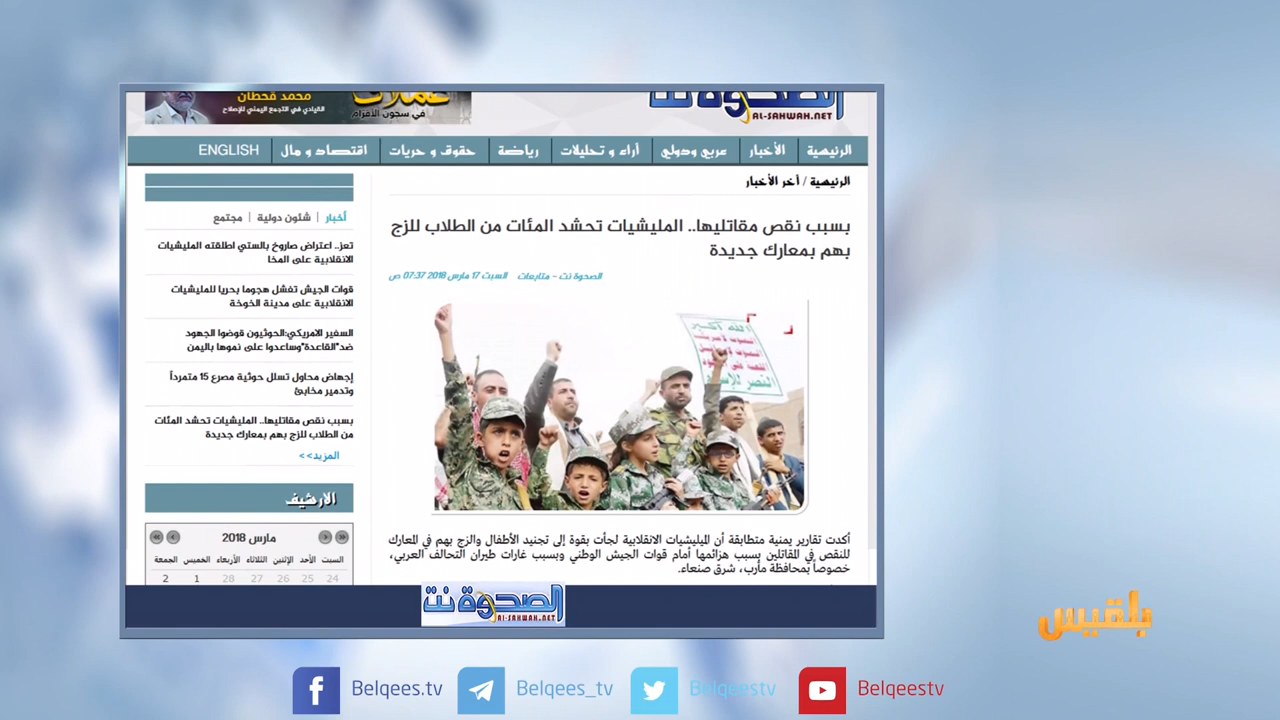 محمد قحطان
القيادي في التجمع اليمني للإصلاح
في سجون الأقزام
الصحوة نت
AL-SAHWAH.NET
الرئيسية
الأخبار
عربي ودولي
آراء و تحليلات
رياضة
حقوق و حريات
اقتصاد و مال
ENGLISH
الرئيسية / آخر الأخبار
بسبب نقص مقاتليها.. المليشيات تحشد المئات من الطلاب للزج
بهم بمعارك جديدة
الصحوة نت - متابعات السبت 17 مارس 2018 07:37 ص
الله أكبر
أكدت تقارير يمنية متطابقة أن الميليشيات الانقلابية لجأت بقوة إلى تجنيد الأطفال والزج بهم في المعارك
للنقص في المقاتلين بسبب هزائمها أمام قوات الجيش الوطني وبسبب غارات طيران التحالف العربي،
خصوصاً بمحافظة مأرب، شرق صنعاء.
أخبار | شئون دولية | مجتمع
تعز.. اعتراض صاروخ بالستي اطلقته المليشيات
الانقلابية على المخا
قوات الجيش تفشل هجوما بحريا للمليشيات
الانقلابية على مدينة الخوخة
السفير الامريكي:الحوثيون قوضوا الجهود
ضد"القاعدة"وساعدوا على نموها باليمن
إجهاض محاول تسلل حوثية مصرع 15 متمرداً
وتدمير مخابئ
بسبب نقص مقاتليها.. المليشيات تحشد المئات
من الطلاب للزج بهم بمعارك جديدة
المزيد>>
الارشيف
مارس 2018
السبت الأحد الإثنين الثلاثاء الأربعاء الخميس الجمعة
24 25 26 27 28 1 2
الصحوة نت
AL-SAHWAH.NET
بلقيس
Belqees.tv
Belqees_tv
Belqeestv
Belqeestv